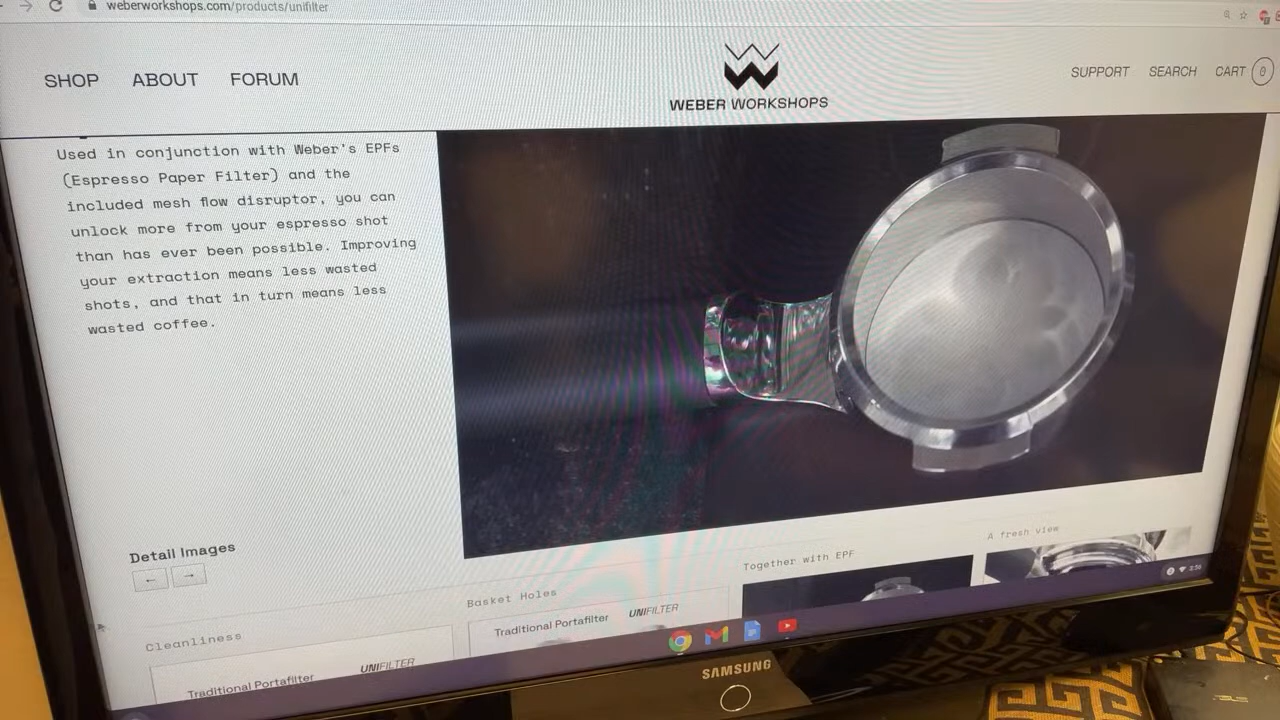 weberworkshops.com/products/unifilter
SHOP ABOUT FORUM
WEBER WORKSHOPS
SUPPORT SEARCH CART 0
Used in conjunction with Weber's EPFs
(Espresso Paper Filter) and the
included mesh flow disruptor, you can
unlock more from your espresso shot
than has ever been possible. Improving
your extraction means less wasted
shots, and that in turn means less
wasted coffee.
Detail Images
← →
Cleanliness
Basket Holes
Together with EPF
A fresh view
Traditional Portafilter UNIFILTER
Traditional Portafilter UNIFILTER
SAMSUNG